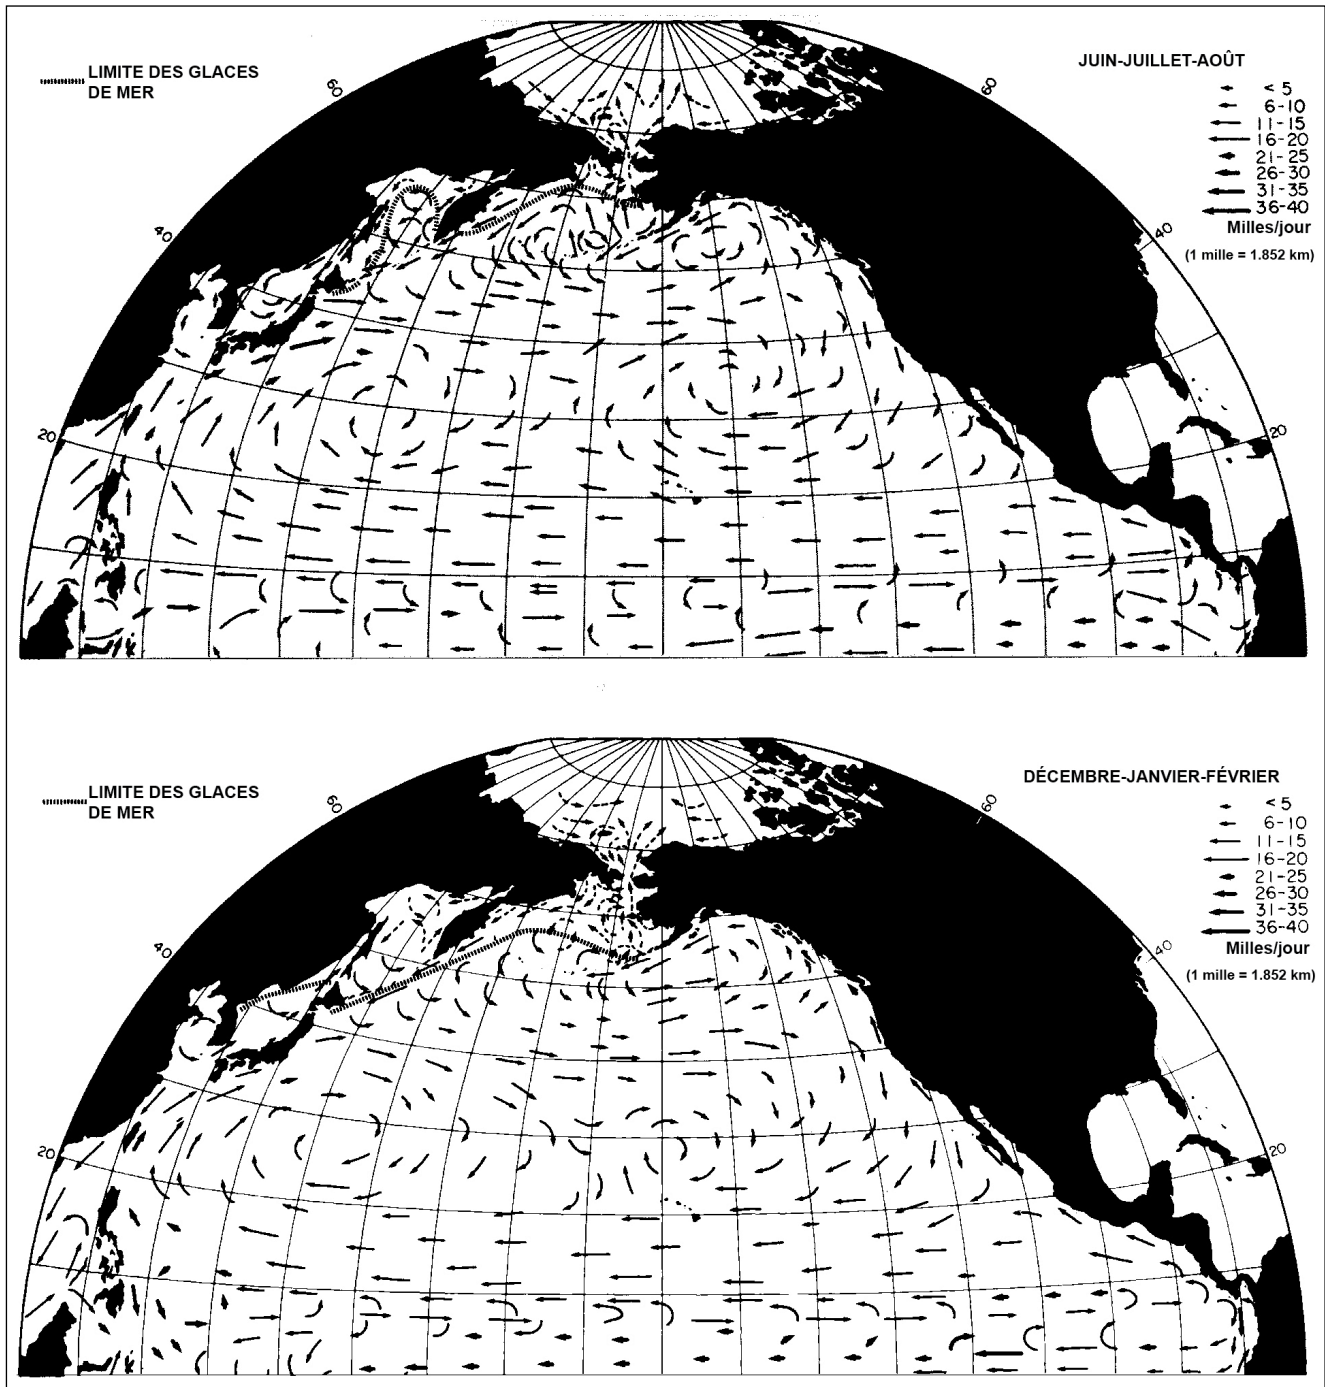 LIMITE DES GLACES
DE MER
JUIN-JUILLET-AOÛT
< 5
6-10
11-15
16-20
21-25
26-30
31-35
36-40
Milles/jour
(1 mille = 1.852 km)
60
60
40
40
20
20
LIMITE DES GLACES
DE MER
DÉCEMBRE-JANVIER-FÉVRIER
< 5
6-10
11-15
16-20
21-25
26-30
31-35
36-40
Milles/jour
(1 mille = 1.852 km)
60
60
40
40
20
20